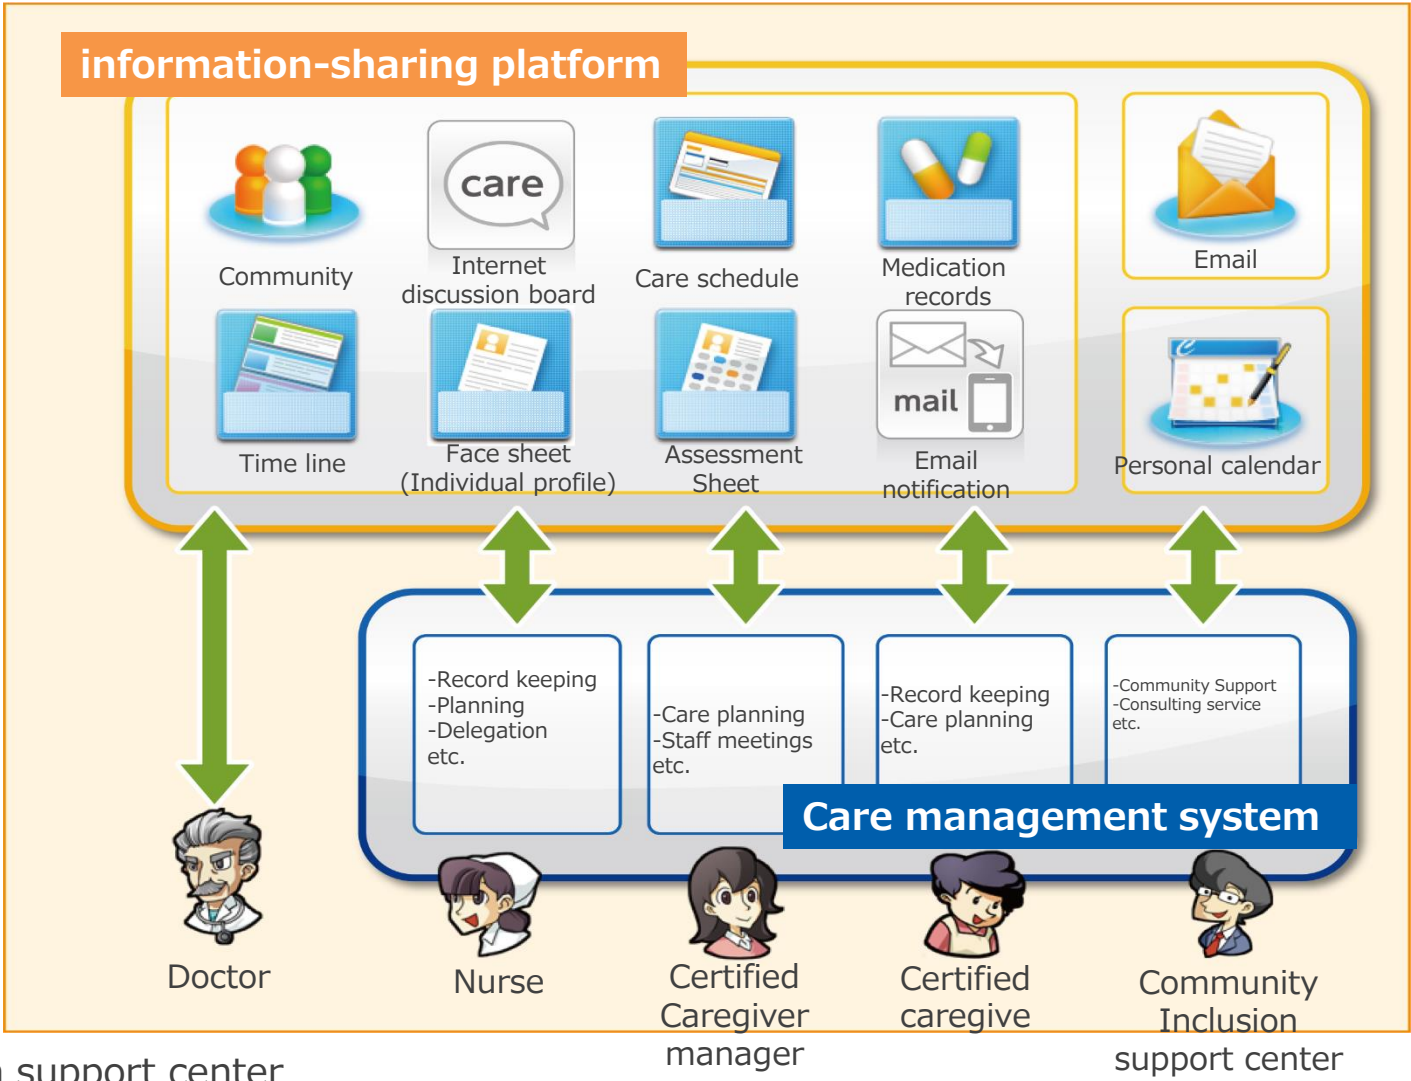 information-sharing platform
Community
care
Internet
discussion board
Care schedule
Medication
records
Email
Time line
Face sheet
(Individual profile)
Assessment
Sheet
mail
Email
notification
Personal calendar
-Record keeping
-Planning
-Delegation
etc.
-Care planning
-Staff meetings
etc.
-Record keeping
-Care planning
etc.
-Community Support
-Consulting service
etc.
Care management system
Doctor
Nurse
Certified
Caregiver
manager
Certified
caregive
Community
Inclusion
support center
support center